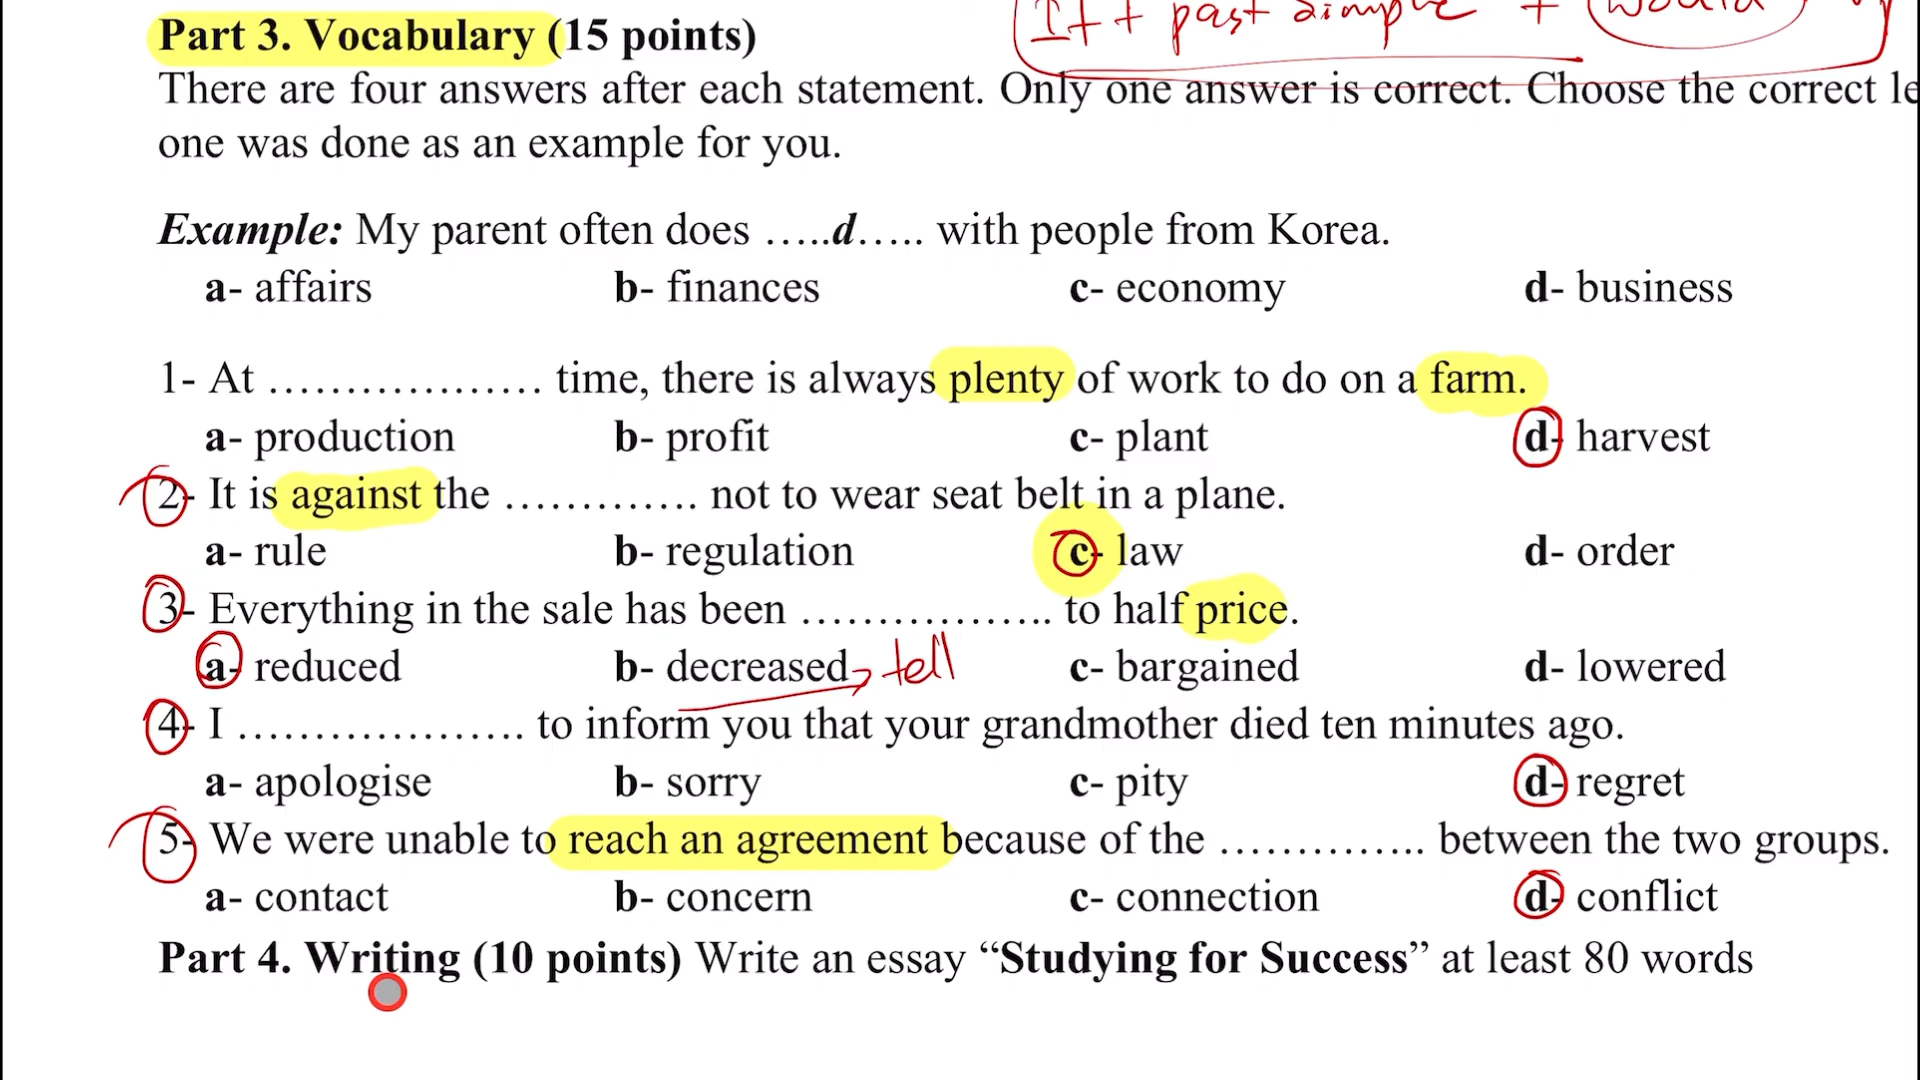 If + past simple + would
Part 3. Vocabulary (15 points)
There are four answers after each statement. Only one answer is correct. Choose the correct le
one was done as an example for you.
Example: My parent often does …..d….. with people from Korea.
a- affairs b- finances c- economy d- business
1- At ……………… time, there is always plenty of work to do on a farm.
a- production b- profit c- plant d- harvest
2- It is against the …………. not to wear seat belt in a plane.
a- rule b- regulation c- law d- order
3- Everything in the sale has been …………….. to half price.
a- reduced b- decreased tell c- bargained d- lowered
4- I ………………. to inform you that your grandmother died ten minutes ago.
a- apologise b- sorry c- pity d- regret
5- We were unable to reach an agreement because of the ………….. between the two groups.
a- contact b- concern c- connection d- conflict
Part 4. Writing (10 points) Write an essay “Studying for Success” at least 80 words